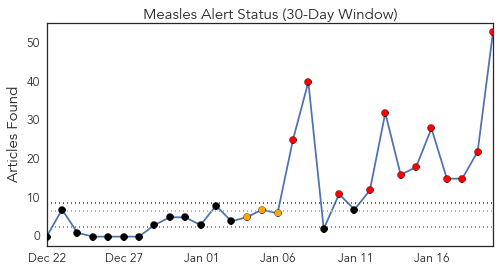 Measles Alert Status (30-Day Window)
Articles Found
50
40
30
20
10
0
Dec 22 Dec 27 Jan 01 Jan 06 Jan 11 Jan 16